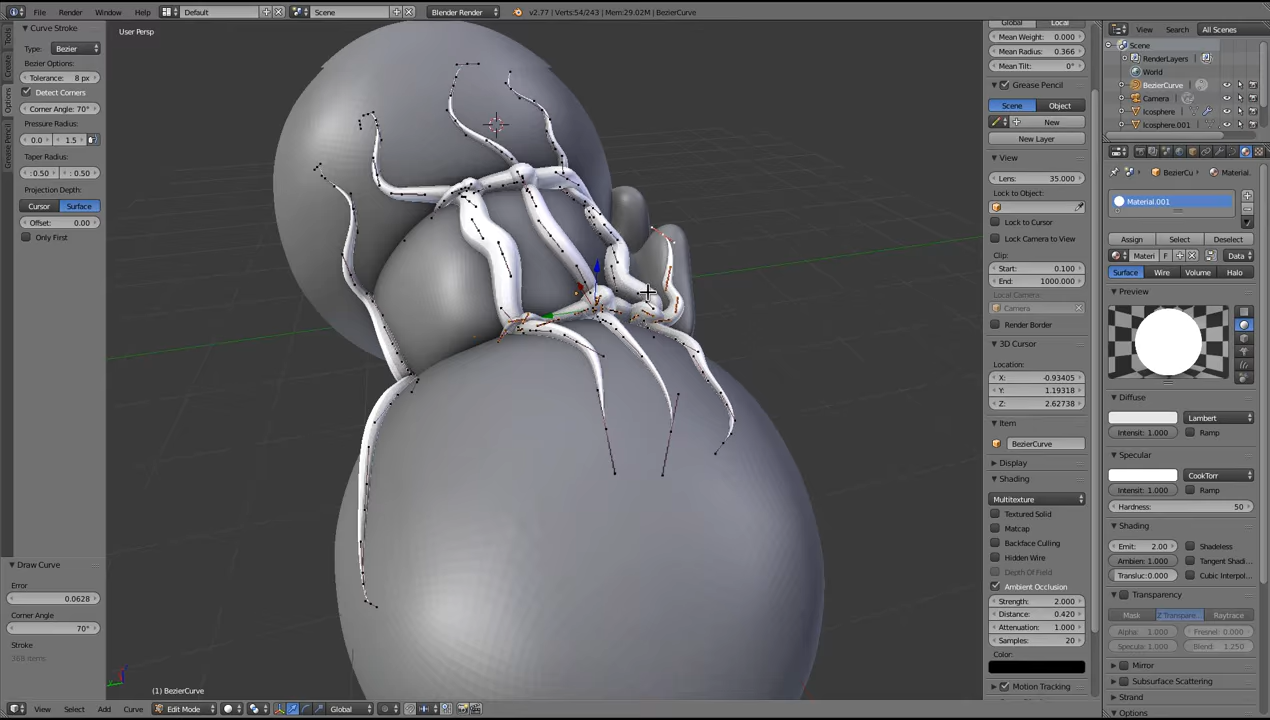 File Render Window Help Default Scene Blender Render v2.77 | Verts:54/243 | Mem:29.02M | BezierCurve
Curve Stroke
Type: Bezier
Bezier Options:
Tolerance: 8 px
Detect Corners
Corner Angle: 70°
Pressure Radius:
0.0 1.5
Taper Radius:
:0.50 :0.50
Projection Depth:
Cursor Surface
Offset: 0.00
Only First
Draw Curve
Error
0.0628
Corner Angle
70°
Stroke
368 items
Tools
Create
Options
Grease Pencil
User Persp
(1) BezierCurve
View Select Add Curve Edit Mode Global
Global Local
Mean Weight: 0.000
Mean Radius: 0.366
Mean Tilt: 0°
Grease Pencil
Scene Object
New
New Layer
View
Lens: 35.000
Lock to Object:
Lock to Cursor
Lock Camera to View
Clip:
Start: 0.100
End: 1000.000
Local Camera:
Camera
Render Border
3D Cursor
Location:
X: -0.93405
Y: 1.19318
Z: 2.62738
Item
BezierCurve
Display
Shading
Multitexture
Textured Solid
Matcap
Backface Culling
Hidden Wire
Depth Of Field
Ambient Occlusion
Strength: 2.000
Distance: 0.420
Attenuation: 1.000
Samples: 20
Color:
Motion Tracking
View Search All Scenes
Scene
RenderLayers
World
BezierCurve
Camera
Icosphere
Icosphere.001
BezierCu Material.
Material.001
Assign Select Deselect
Materi F Data
Surface Wire Volume Halo
Preview
Diffuse
Lambert
Intensit: 1.000 Ramp
Specular
CookTorr
Intensit: 1.000 Ramp
Hardness: 50
Shading
Emit: 2.00 Shadeless
Ambien: 1.000 Tangent Shadi...
Transluc:0.000 Cubic Interpol...
Transparency
Mask Z Transpare... Raytrace
Alpha: 1.000 Fresnel: 0.000
Specula: 1.000 Blend: 1.250
Mirror
Subsurface Scattering
Strand
Options